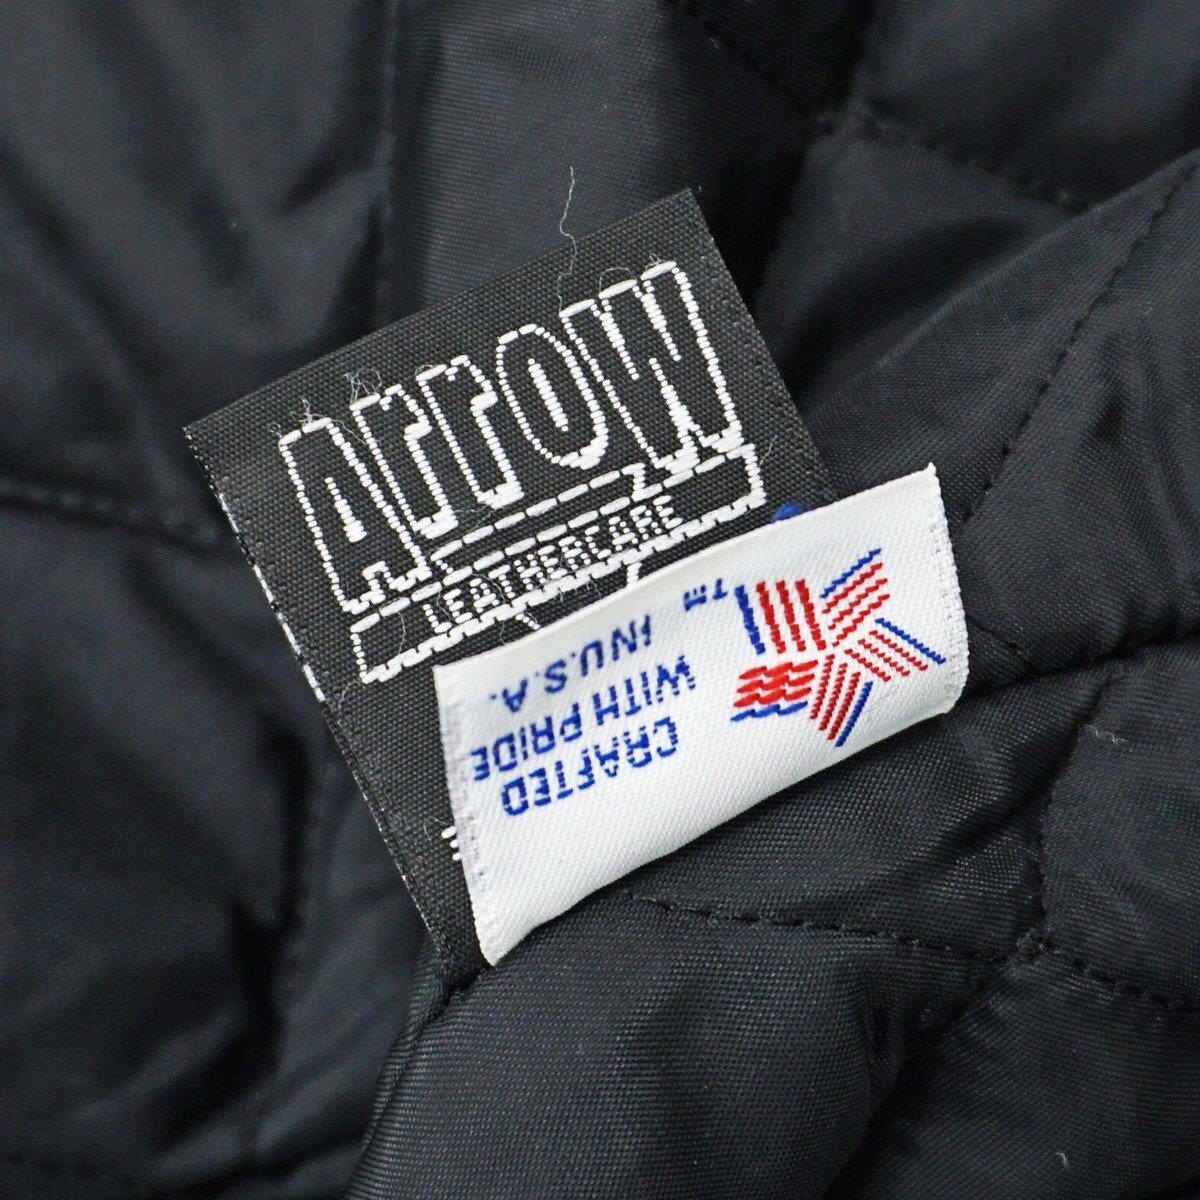 Arrow
LEATHERCARE
CRAFTED
WITH PRIDE
IN U.S.A.
TM